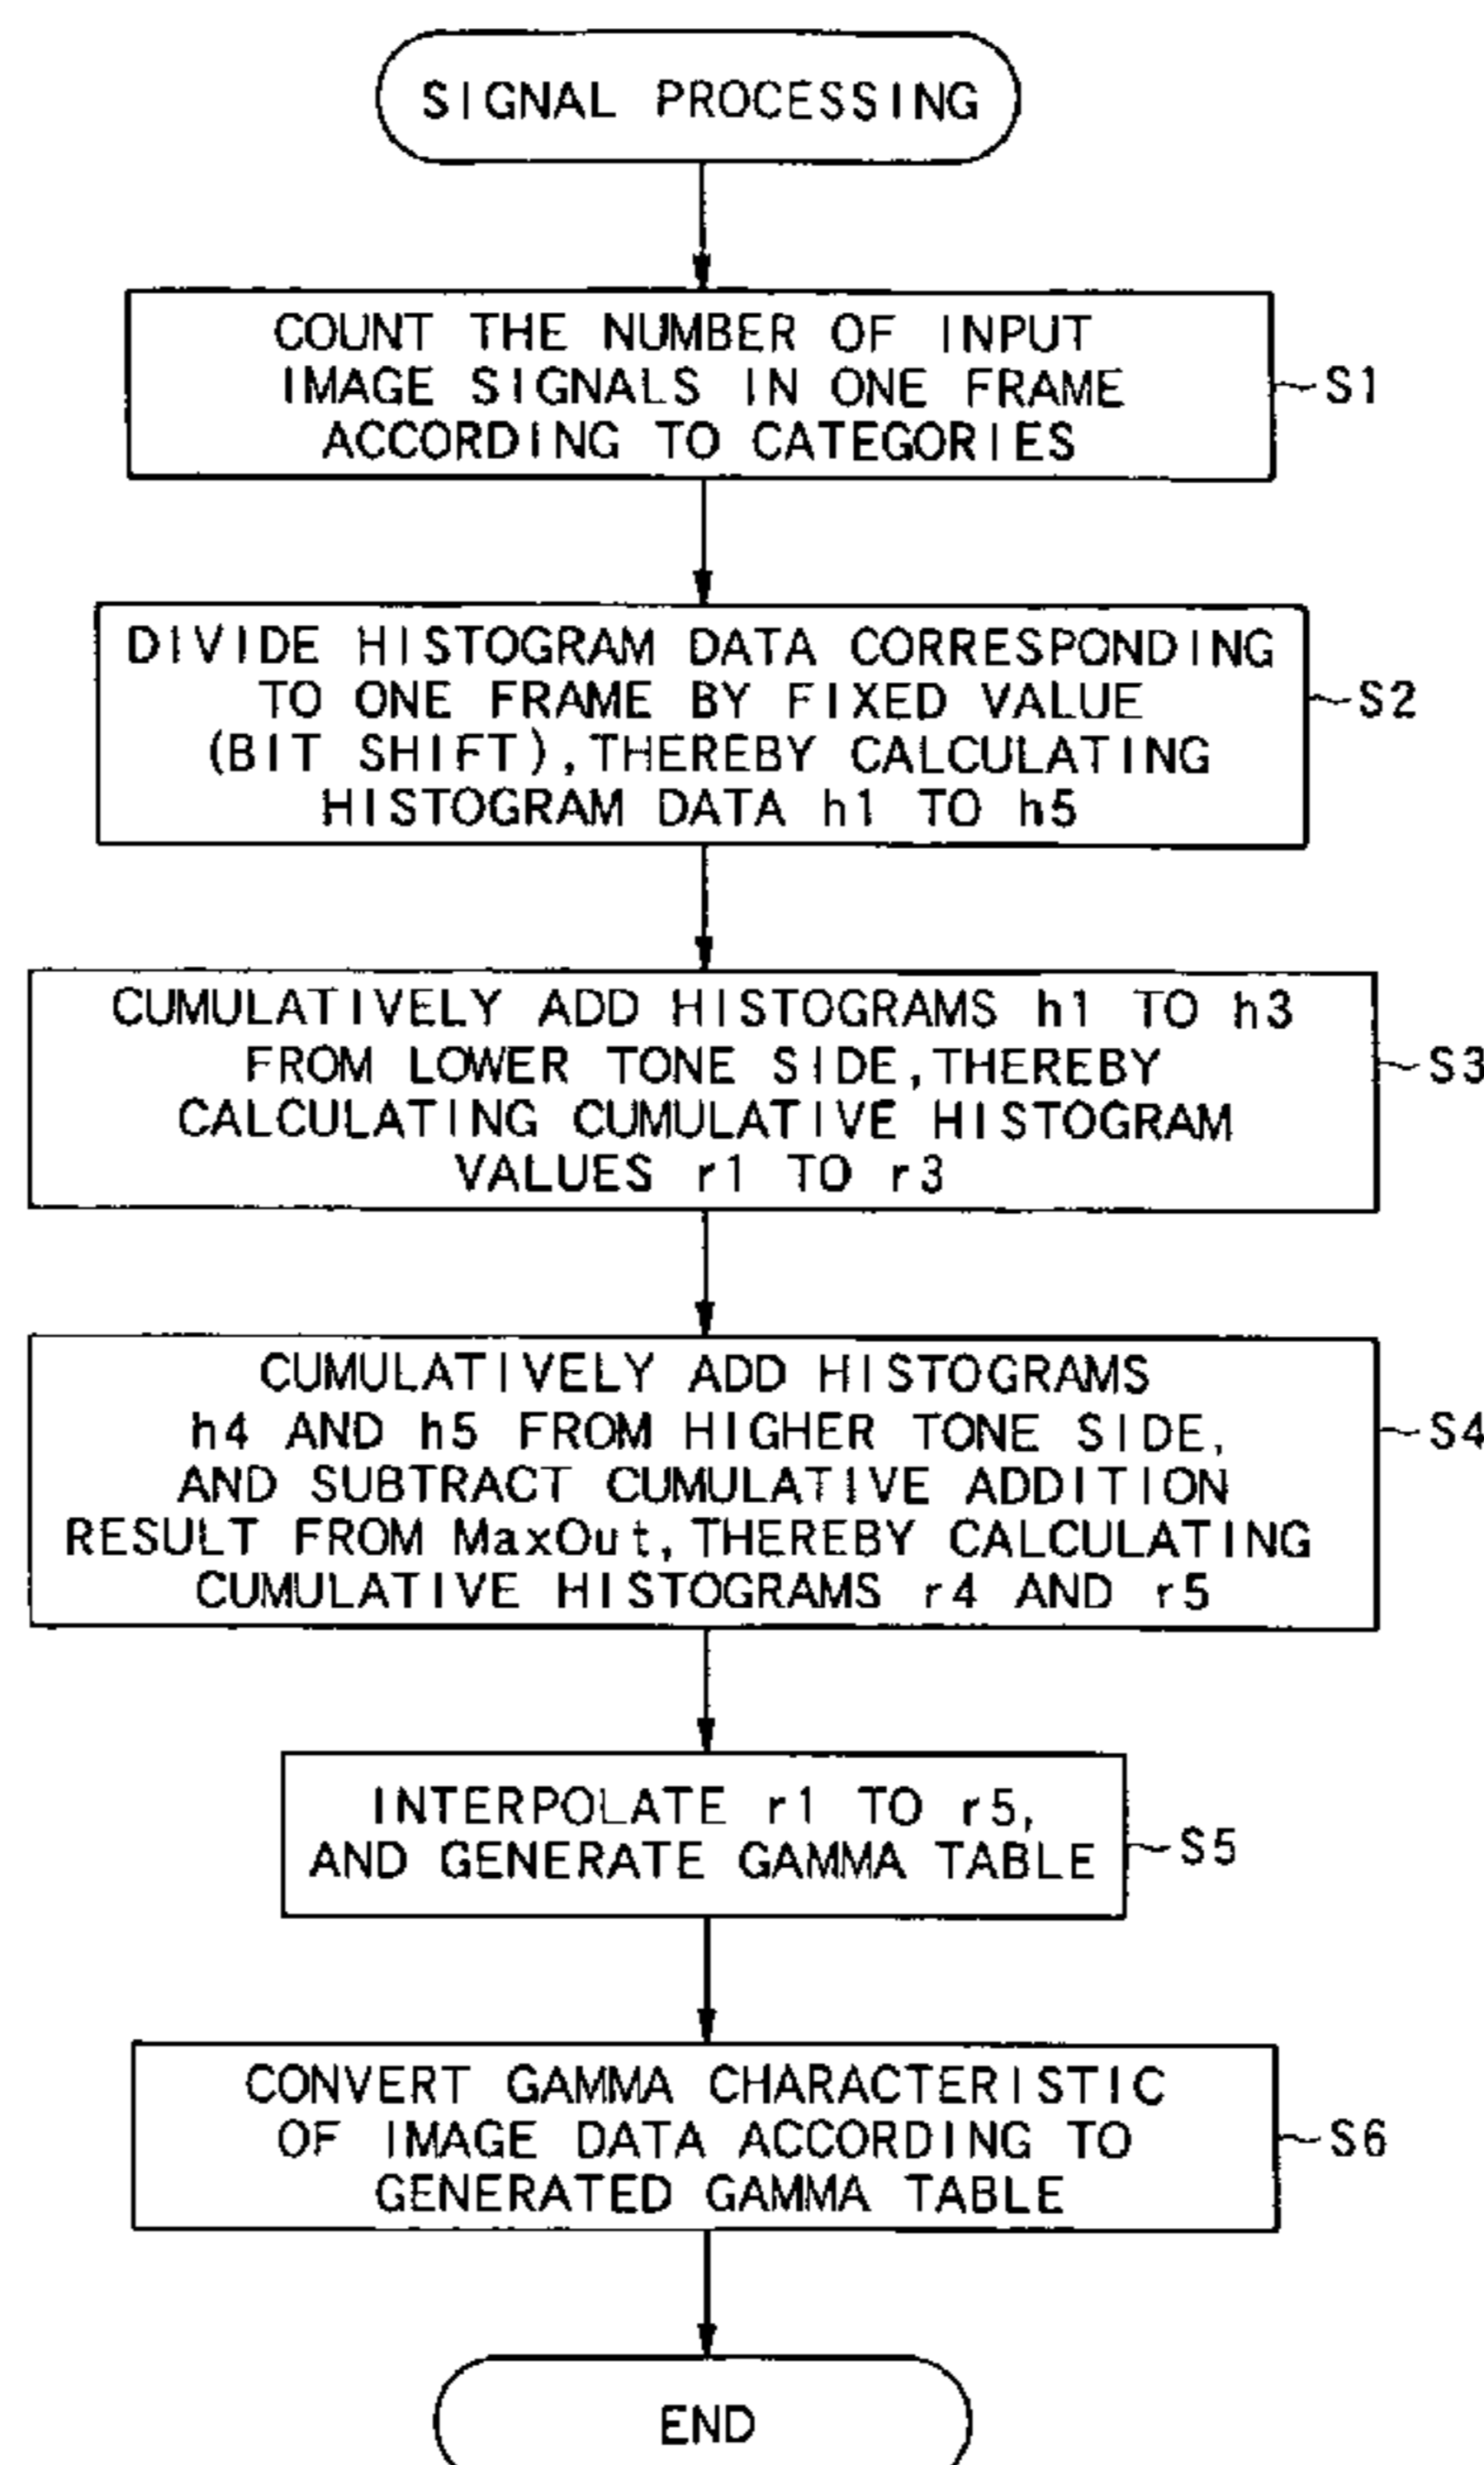 SIGNAL PROCESSING
COUNT THE NUMBER OF INPUT
IMAGE SIGNALS IN ONE FRAME
ACCORDING TO CATEGORIES
S1
DIVIDE HISTOGRAM DATA CORRESPONDING
TO ONE FRAME BY FIXED VALUE
(BIT SHIFT), THEREBY CALCULATING
HISTOGRAM DATA h1 TO h5
S2
CUMULATIVELY ADD HISTOGRAMS h1 TO h3
FROM LOWER TONE SIDE, THEREBY
CALCULATING CUMULATIVE HISTOGRAM
VALUES r1 TO r3
S3
CUMULATIVELY ADD HISTOGRAMS
h4 AND h5 FROM HIGHER TONE SIDE,
AND SUBTRACT CUMULATIVE ADDITION
RESULT FROM MaxOut, THEREBY CALCULATING
CUMULATIVE HISTOGRAMS r4 AND r5
S4
INTERPOLATE r1 TO r5,
AND GENERATE GAMMA TABLE
S5
CONVERT GAMMA CHARACTERISTIC
OF IMAGE DATA ACCORDING TO
GENERATED GAMMA TABLE
S6
END